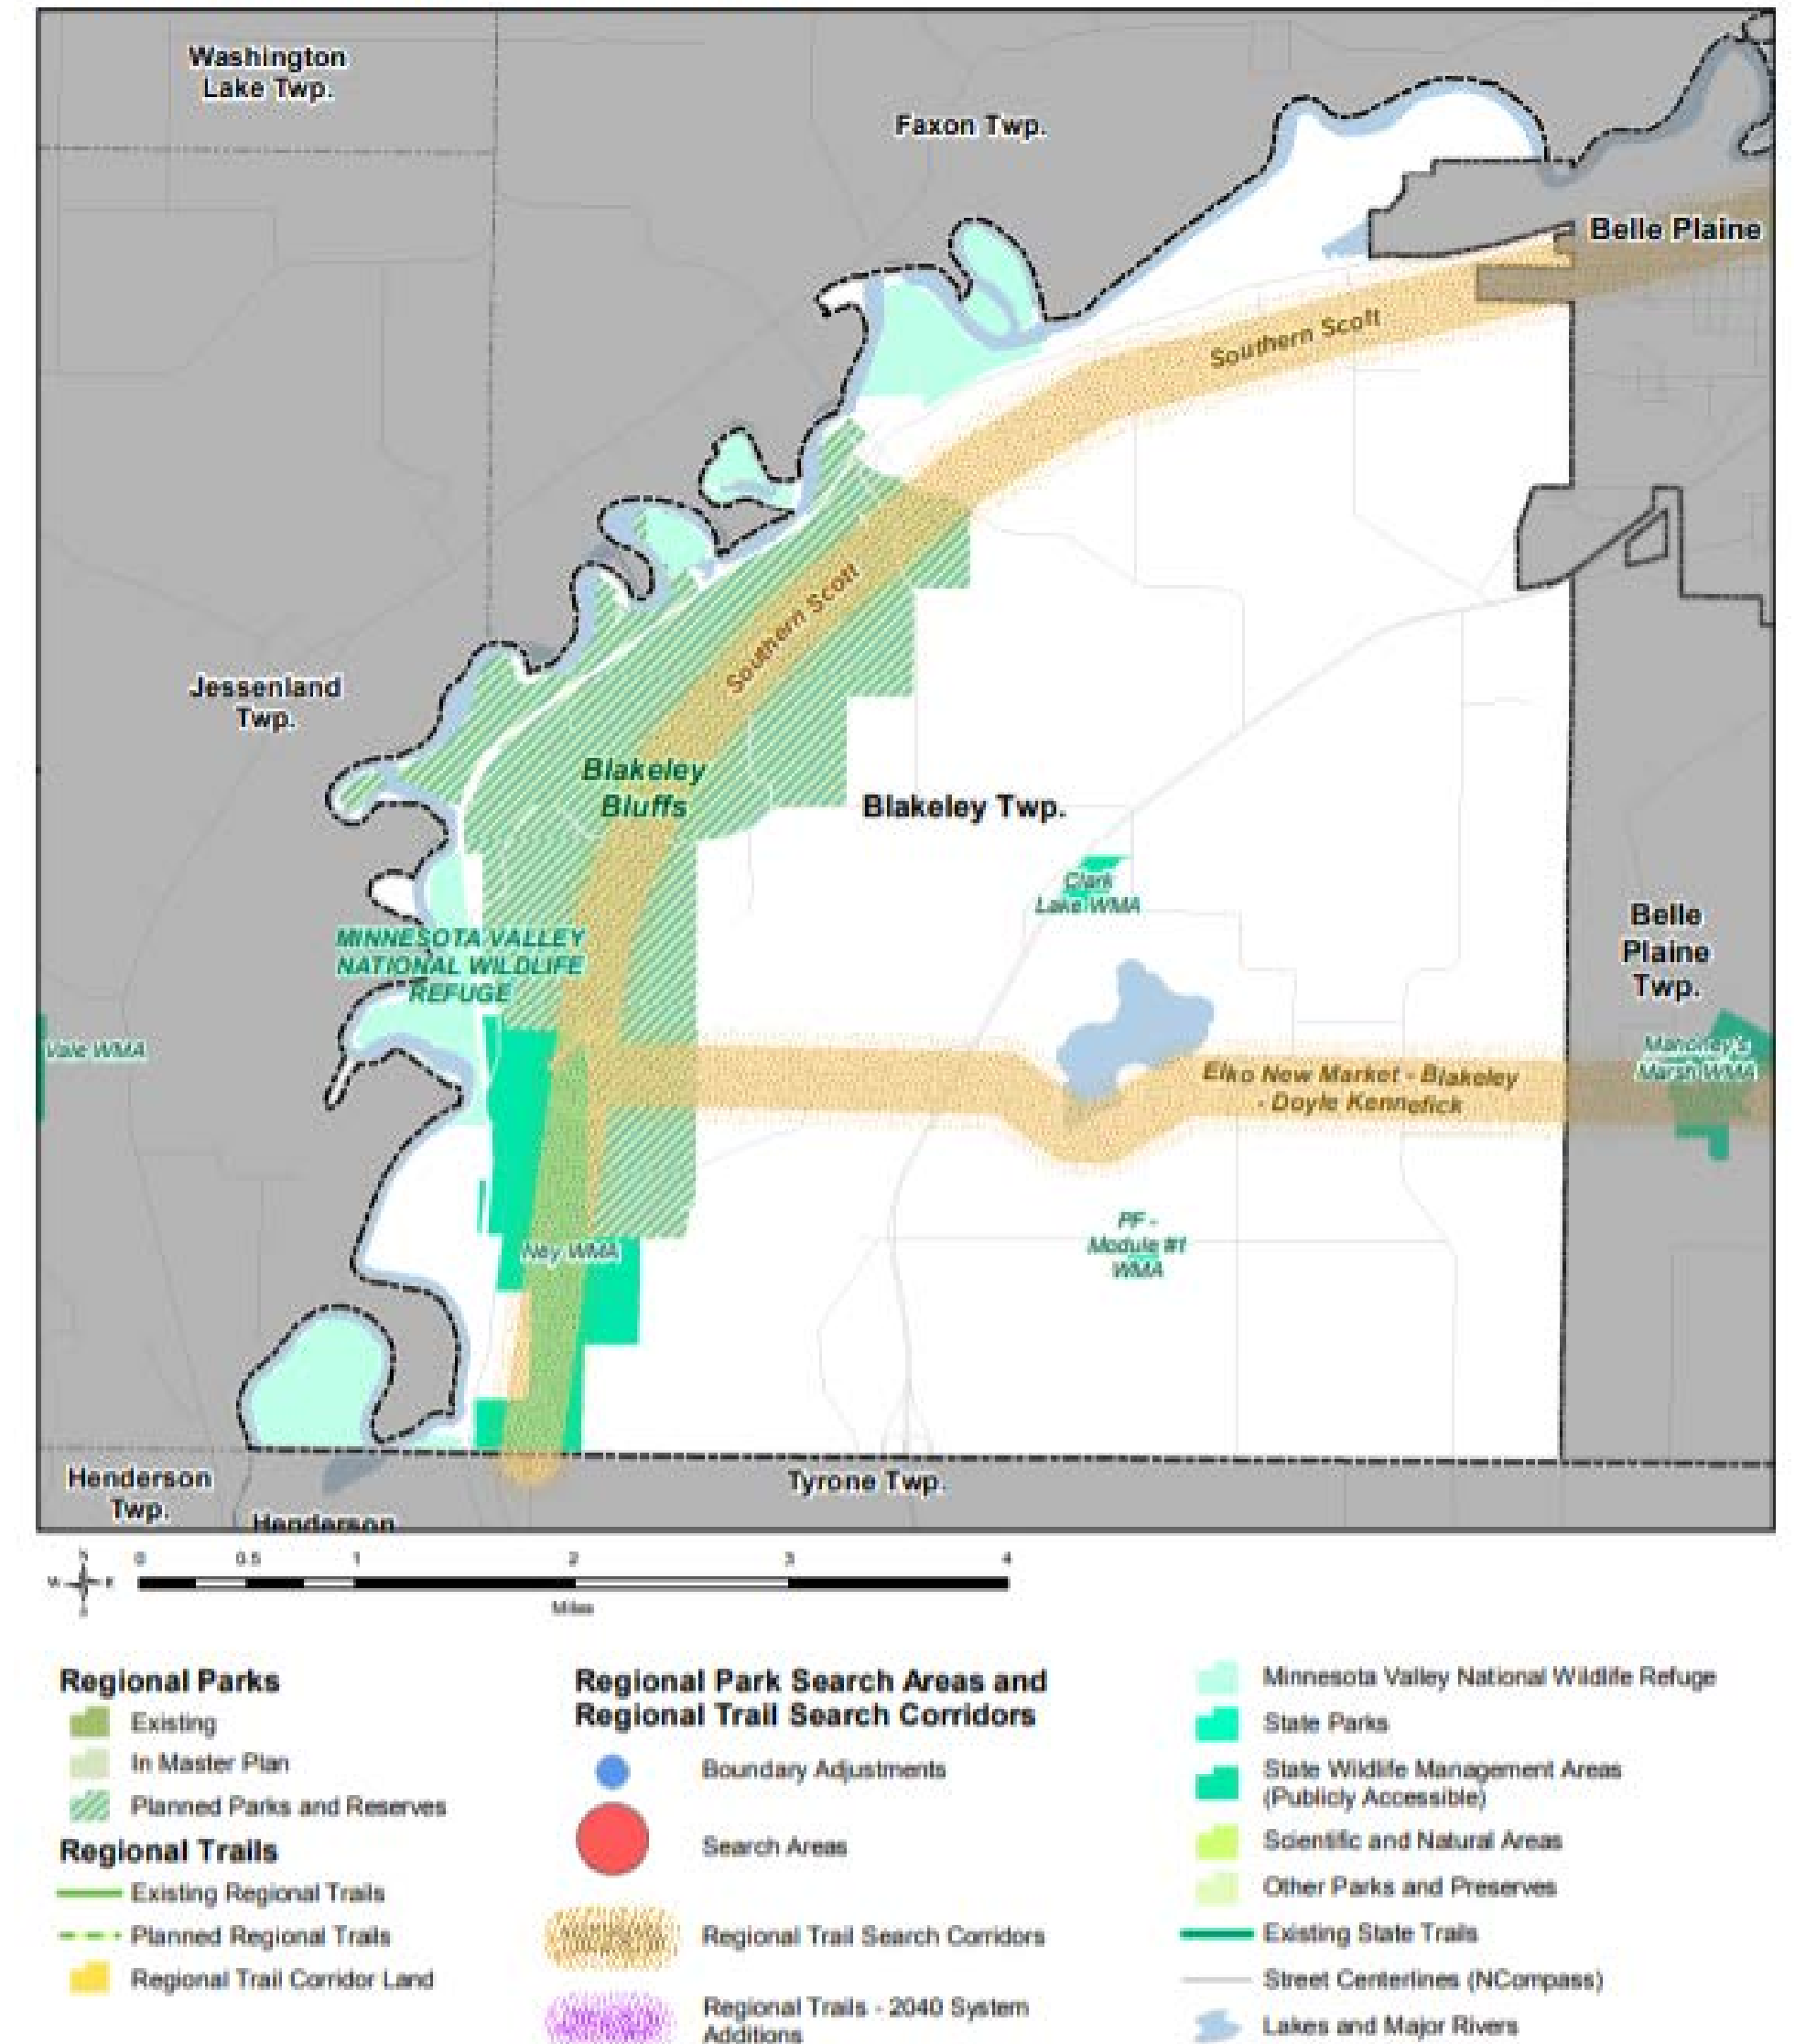 Washington
Lake Twp.
Faxon Twp.
Belle Plaine
Southern Scott
Southern Scott
Jessenland
Twp.
Blakeley
Bluffs
Blakeley Twp.
Clark
Lake WMA
Belle
Plaine
Twp.
MINNESOTA VALLEY
NATIONAL WILDLIFE
REFUGE
Vale WMA
Mahoney's
Marsh WMA
Elko New Market - Blakeley
- Doyle Kennefick
PF -
Module #1
WMA
Ney WMA
Henderson
Twp.
Henderson
Tyrone Twp.
0 0.5 1 2 3 4
Miles
Regional Parks
Existing
In Master Plan
Planned Parks and Reserves
Regional Trails
Existing Regional Trails
Planned Regional Trails
Regional Trail Corridor Land
Regional Park Search Areas and
Regional Trail Search Corridors
Boundary Adjustments
Search Areas
Regional Trail Search Corridors
Regional Trails - 2040 System
Additions
Minnesota Valley National Wildlife Refuge
State Parks
State Wildlife Management Areas
(Publicly Accessible)
Scientific and Natural Areas
Other Parks and Preserves
Existing State Trails
Street Centerlines (NCompass)
Lakes and Major Rivers